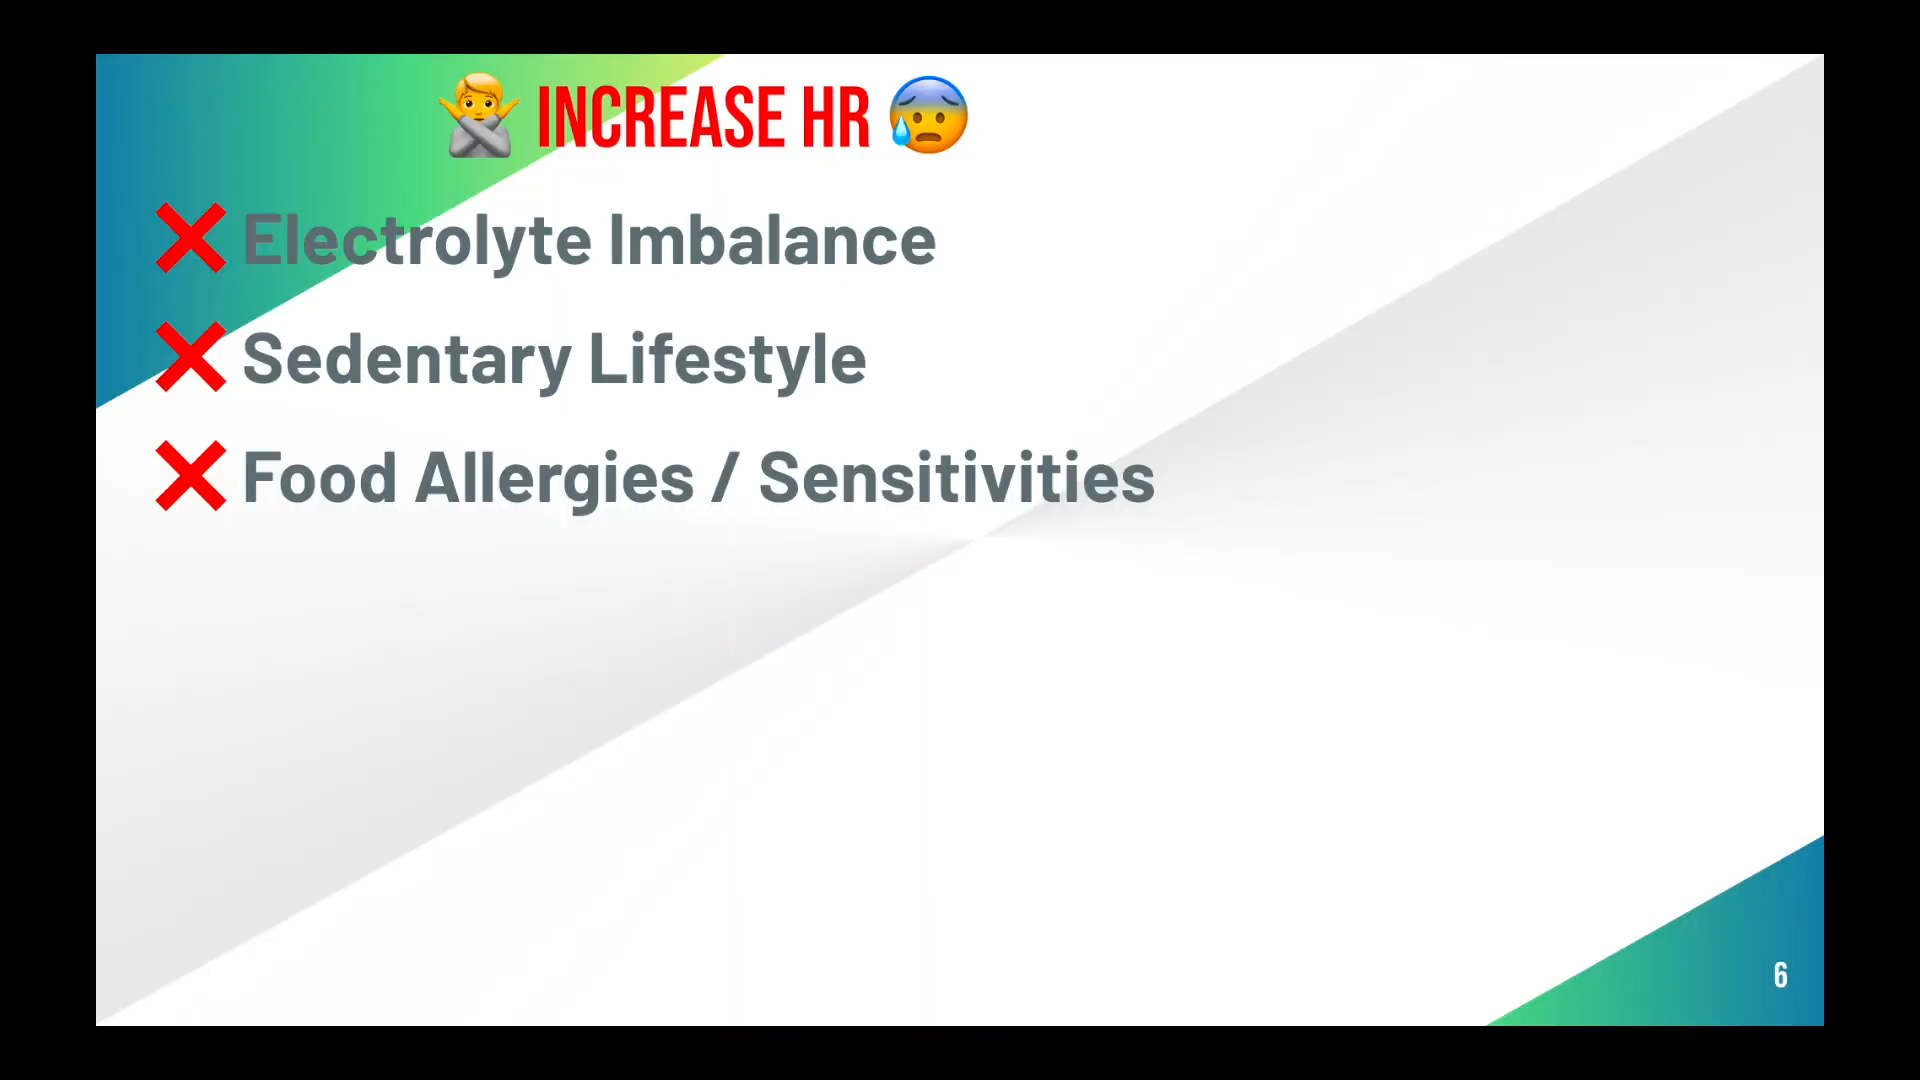 🙅 INCREASE HR 😰
❌ Electrolyte Imbalance
❌ Sedentary Lifestyle
❌ Food Allergies / Sensitivities
6